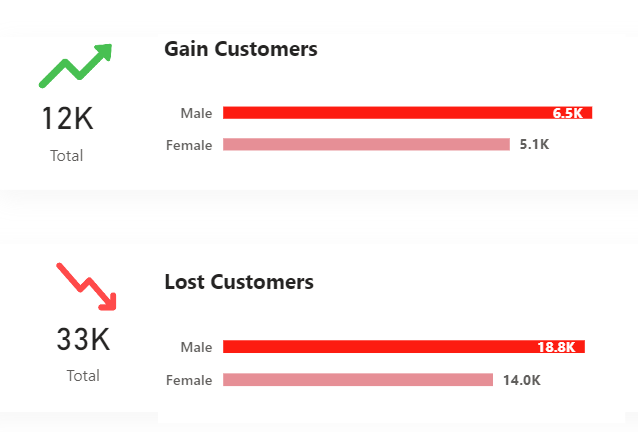 Gain Customers
12K
Total
Male 6.5K
Female 5.1K
Lost Customers
33K
Total
Male 18.8K
Female 14.0K